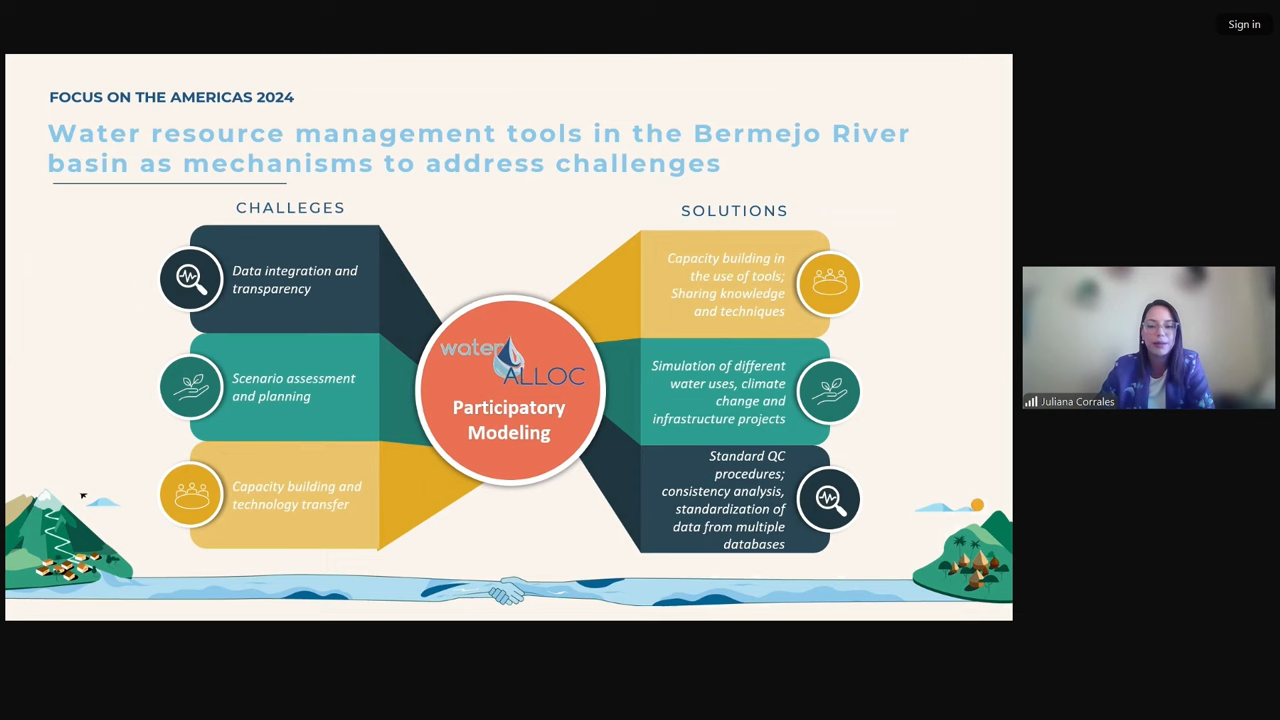 Sign in
FOCUS ON THE AMERICAS 2024
Water resource management tools in the Bermejo River
basin as mechanisms to address challenges
CHALLEGES
Data integration and
transparency
Scenario assessment
and planning
Capacity building and
technology transfer
water
ALLOC
Participatory
Modeling
SOLUTIONS
Capacity building in
the use of tools;
Sharing knowledge
and techniques
Simulation of different
water uses, climate
change and
infrastructure projects
Standard QC
procedures;
consistency analysis,
standardization of
data from multiple
databases
Juliana Corrales